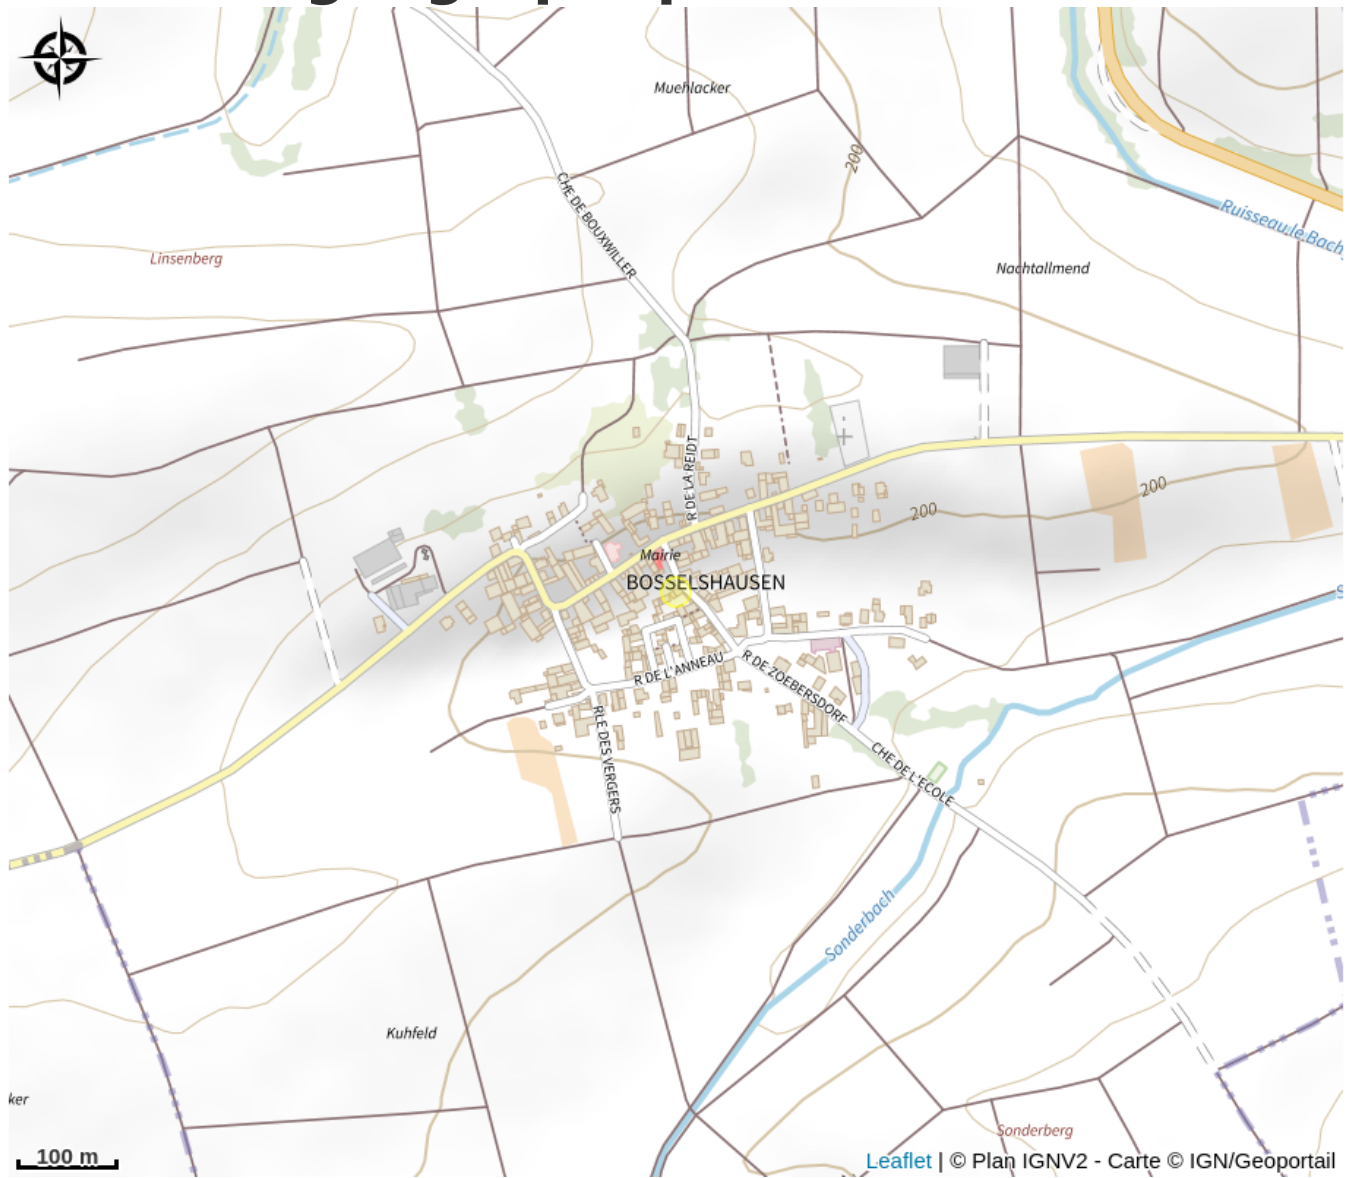 Muehlacker
200
CHE DE BOUXWILLER
Ruisseau le Bach
Linsenberg
Nachtallmend
R DE LA REIDT
200
200
Mairie
BOSSELSHAUSEN
R DE L'ANNEAU
R DE ZOEBERSDORF
RLE DES VERGERS
CHE DE L'ECOLE
Sonderbach
Kuhfeld
ker
Sonderberg
100 m
Leaflet | © Plan IGNV2 - Carte © IGN/Geoportail